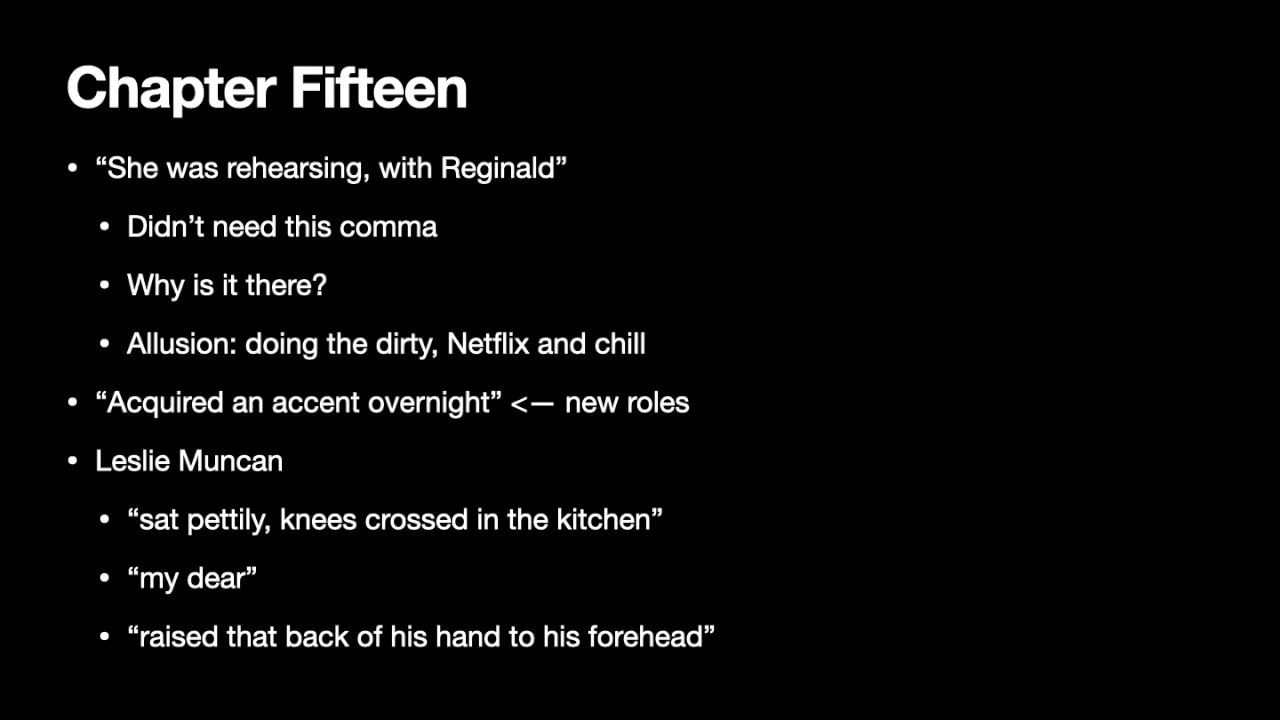 Chapter Fifteen
• “She was rehearsing, with Reginald”
• Didn’t need this comma
• Why is it there?
• Allusion: doing the dirty, Netflix and chill
• “Acquired an accent overnight” <— new roles
• Leslie Muncan
• “sat pettily, knees crossed in the kitchen”
• “my dear”
• “raised that back of his hand to his forehead”